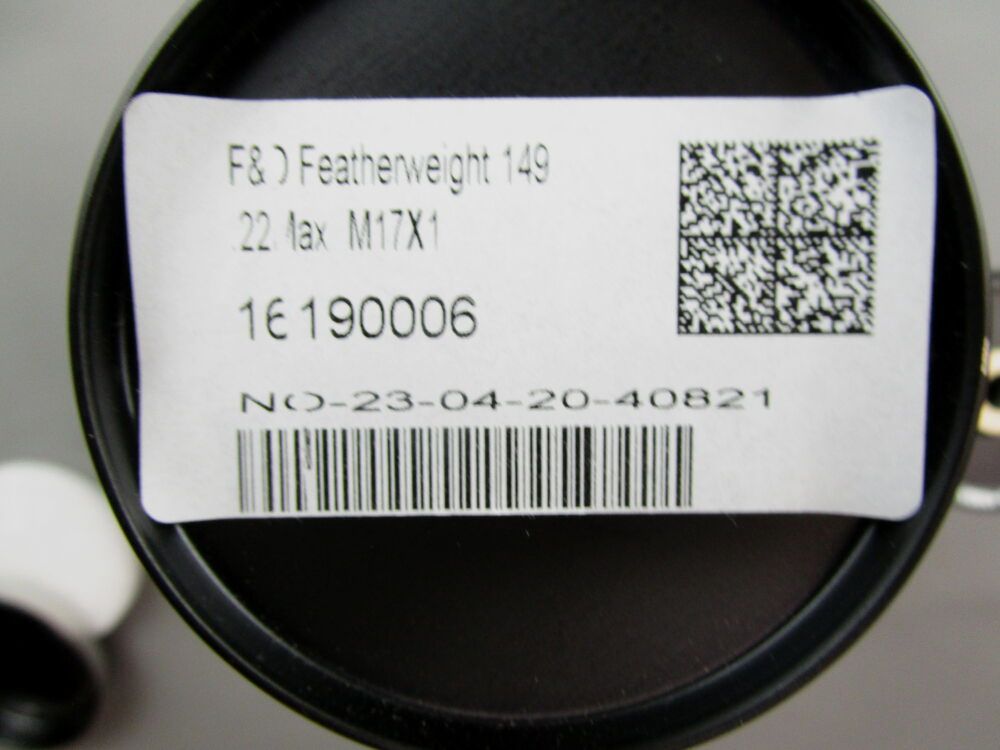 F&D Featherweight 149
.22 Max M17X1
16190006
NO-23-04-20-40821